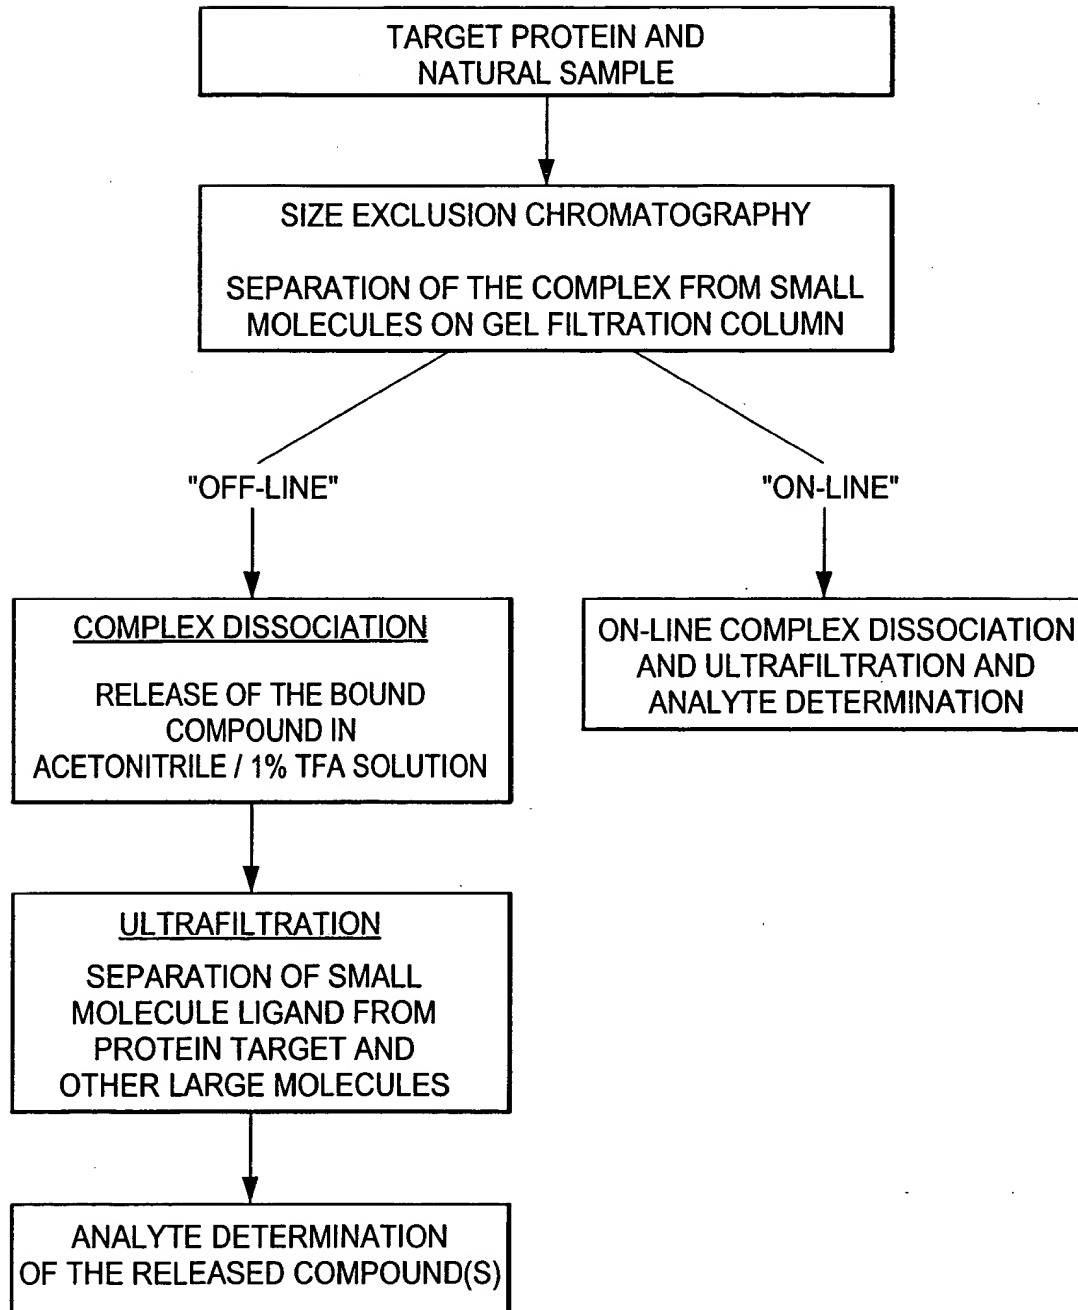 TARGET PROTEIN AND
NATURAL SAMPLE
SIZE EXCLUSION CHROMATOGRAPHY
SEPARATION OF THE COMPLEX FROM SMALL
MOLECULES ON GEL FILTRATION COLUMN
"OFF-LINE"
"ON-LINE"
COMPLEX DISSOCIATION
RELEASE OF THE BOUND
COMPOUND IN
ACETONITRILE / 1% TFA SOLUTION
ON-LINE COMPLEX DISSOCIATION
AND ULTRAFILTRATION AND
ANALYTE DETERMINATION
ULTRAFILTRATION
SEPARATION OF SMALL
MOLECULE LIGAND FROM
PROTEIN TARGET AND
OTHER LARGE MOLECULES
ANALYTE DETERMINATION
OF THE RELEASED COMPOUND(S)